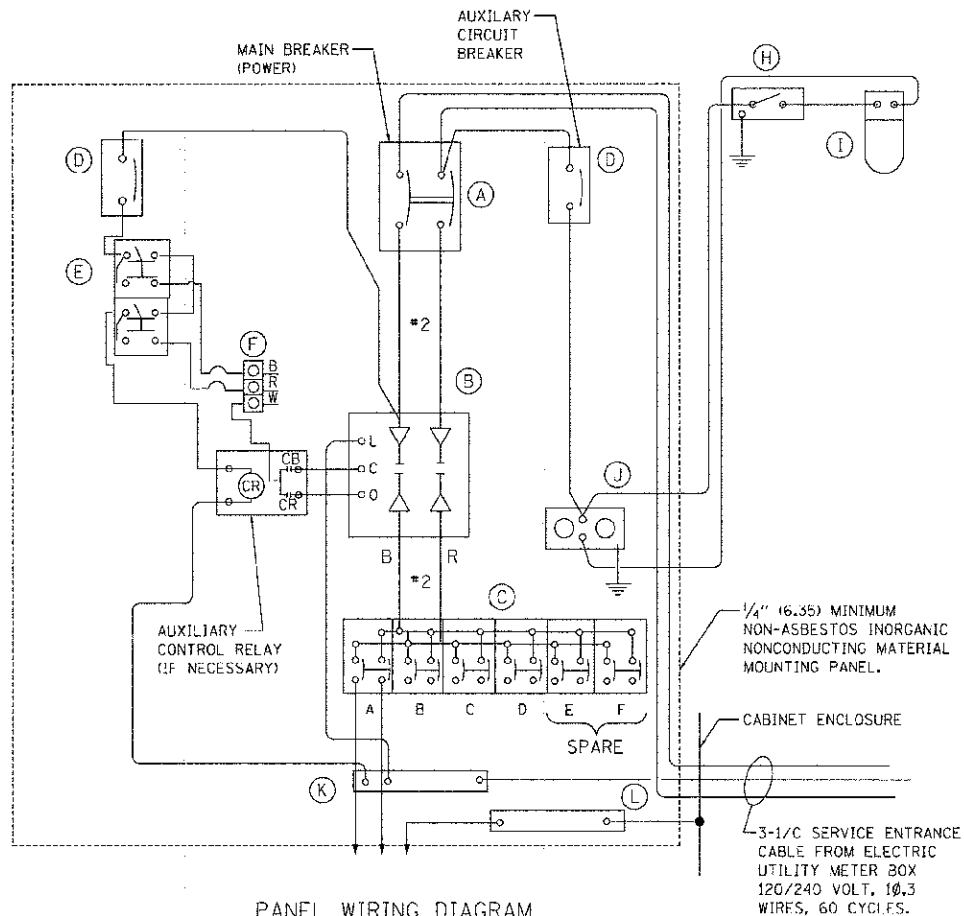 AUXILARY
CIRCUIT
BREAKER
MAIN BREAKER
(POWER)
H
D
A
D
I
E
#2
F
B
R
W
B
L
C
O
CB
CR
CR
J
B
R
#2
C
AUXILIARY
CONTROL RELAY
(IF NECESSARY)
1/4" (6.35) MINIMUM
NON-ASBESTOS INORGANIC
NONCONDUCTING MATERIAL
MOUNTING PANEL.
A B C D E F
SPARE
CABINET ENCLOSURE
K
L
3-1/C SERVICE ENTRANCE
CABLE FROM ELECTRIC
UTILITY METER BOX
120/240 VOLT, 1Ø,3
WIRES, 60 CYCLES.
PANEL WIRING DIAGRAM